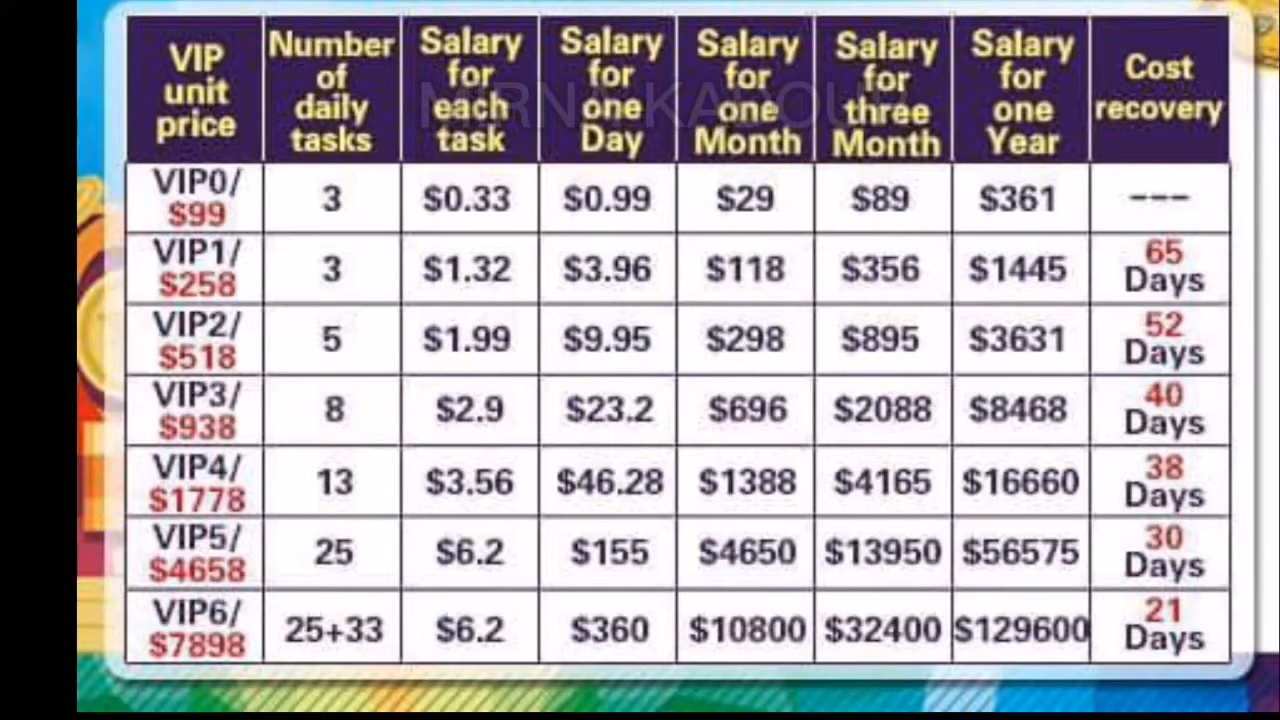 VIP unit price | Number of daily tasks | Salary for each task | Salary for one Day | Salary for one Month | Salary for three Month | Salary for one Year | Cost recovery
VIP0/ $99 | 3 | $0.33 | $0.99 | $29 | $89 | $361 | ---
VIP1/ $258 | 3 | $1.32 | $3.96 | $118 | $356 | $1445 | 65 Days
VIP2/ $518 | 5 | $1.99 | $9.95 | $298 | $895 | $3631 | 52 Days
VIP3/ $938 | 8 | $2.9 | $23.2 | $696 | $2088 | $8468 | 40 Days
VIP4/ $1778 | 13 | $3.56 | $46.28 | $1388 | $4165 | $16660 | 38 Days
VIP5/ $4658 | 25 | $6.2 | $155 | $4650 | $13950 | $56575 | 30 Days
VIP6/ $7898 | 25+33 | $6.2 | $360 | $10800 | $32400 | $129600 | 21 Days